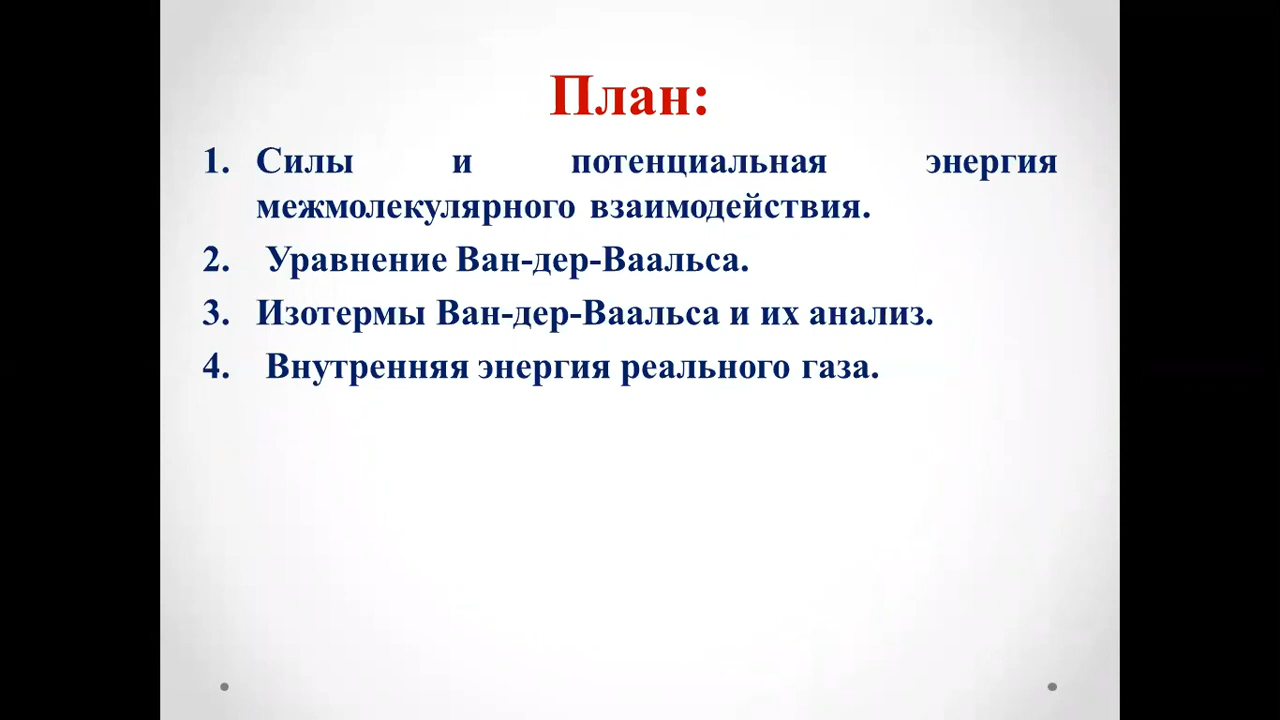 План:
1. Силы и потенциальная энергия
межмолекулярного взаимодействия.
2. Уравнение Ван-дер-Ваальса.
3. Изотермы Ван-дер-Ваальса и их анализ.
4. Внутренняя энергия реального газа.